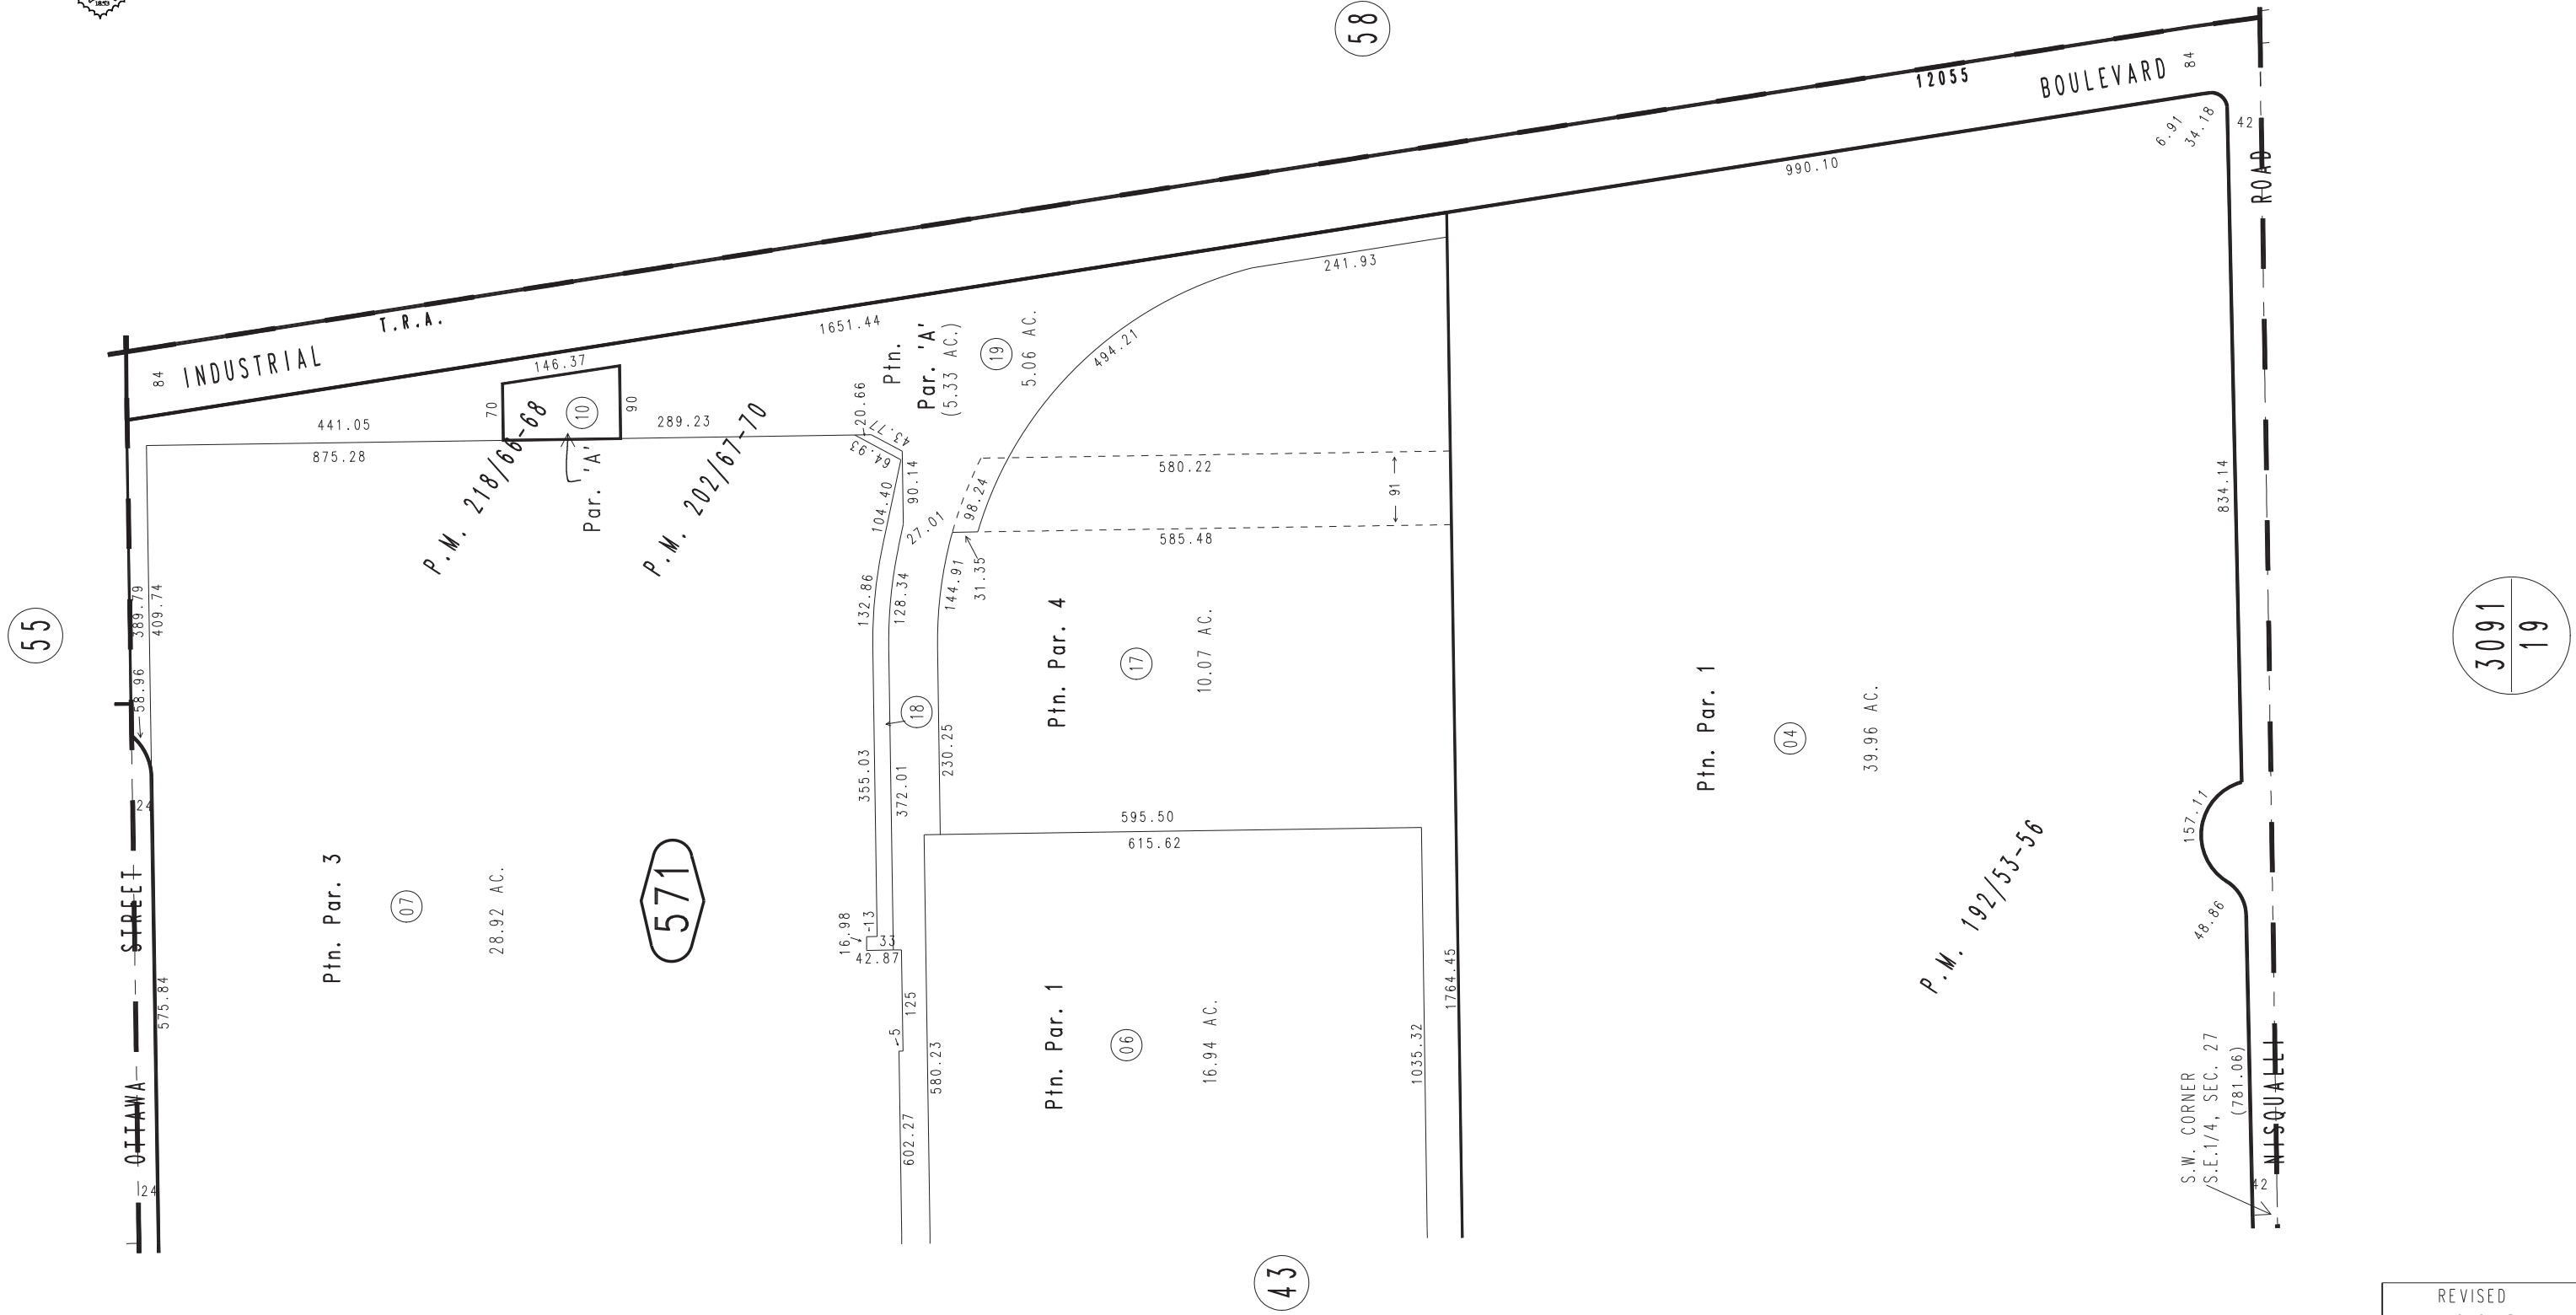 58
12055
BOULEVARD
84
42
ROAD
6.91
34.18
990.10
241.93
494.21
T.R.A.
INDUSTRIAL
84
1651.44
146.37
70
10
90
441.05
875.28
289.23
20.66
43.77
64.93
Ptn.
Par. 'A'
(5.33 AC.)
19
5.06 AC.
P.M. 218/66-68
Par. 'A'
P.M. 202/67-70
104.40
90.14
27.01
98.24
580.22
91
585.48
31.35
144.91
132.86
128.34
834.14
55
389.79
409.74
58.96
24
STREET
OTTAWA
24
575.84
Ptn. Par. 3
07
28.92 AC.
571
355.03
18
372.01
230.25
Ptn. Par. 4
17
10.07 AC.
595.50
615.62
16.98
13
33
42.87
125
5
580.23
602.27
Ptn. Par. 1
06
16.94 AC.
1035.32
1764.45
Ptn. Par. 1
04
39.96 AC.
P.M. 192/53-56
157.11
48.86
S.W. CORNER
S.E.1/4, SEC. 27
(781.06)
NISQUALLI
42
3091
19
43
REVISED